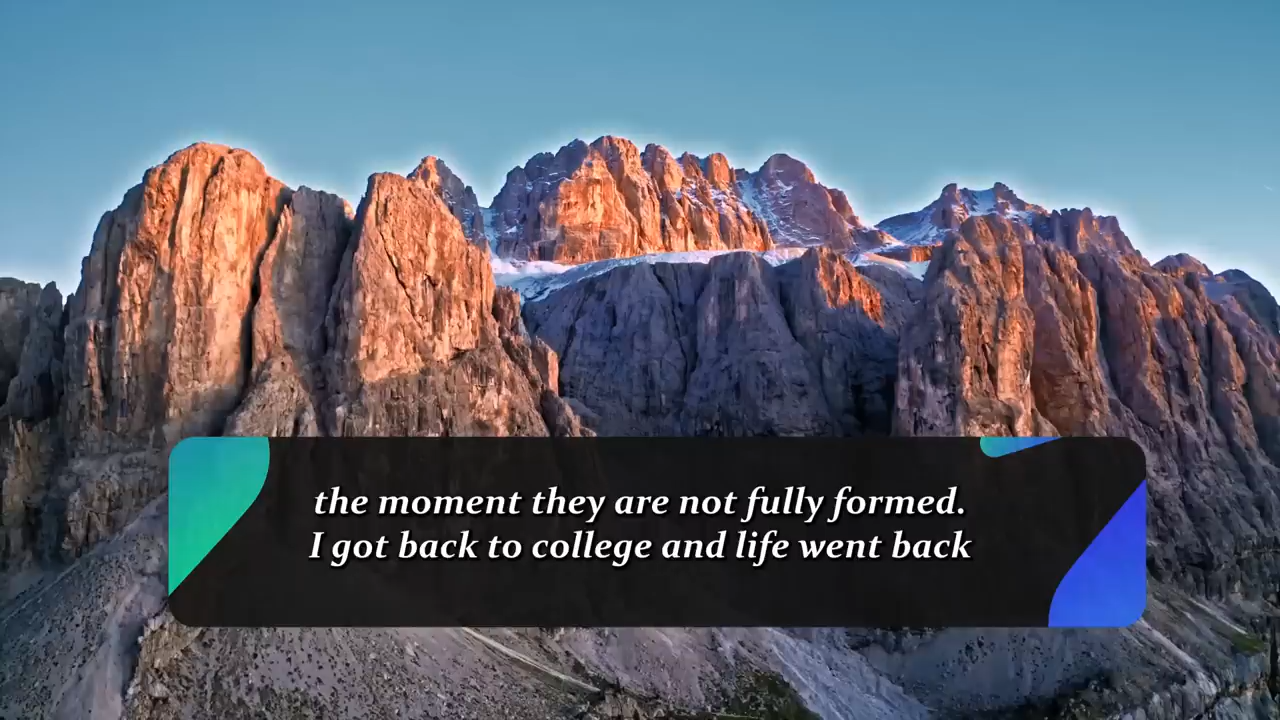 the moment they are not fully formed.
I got back to college and life went back